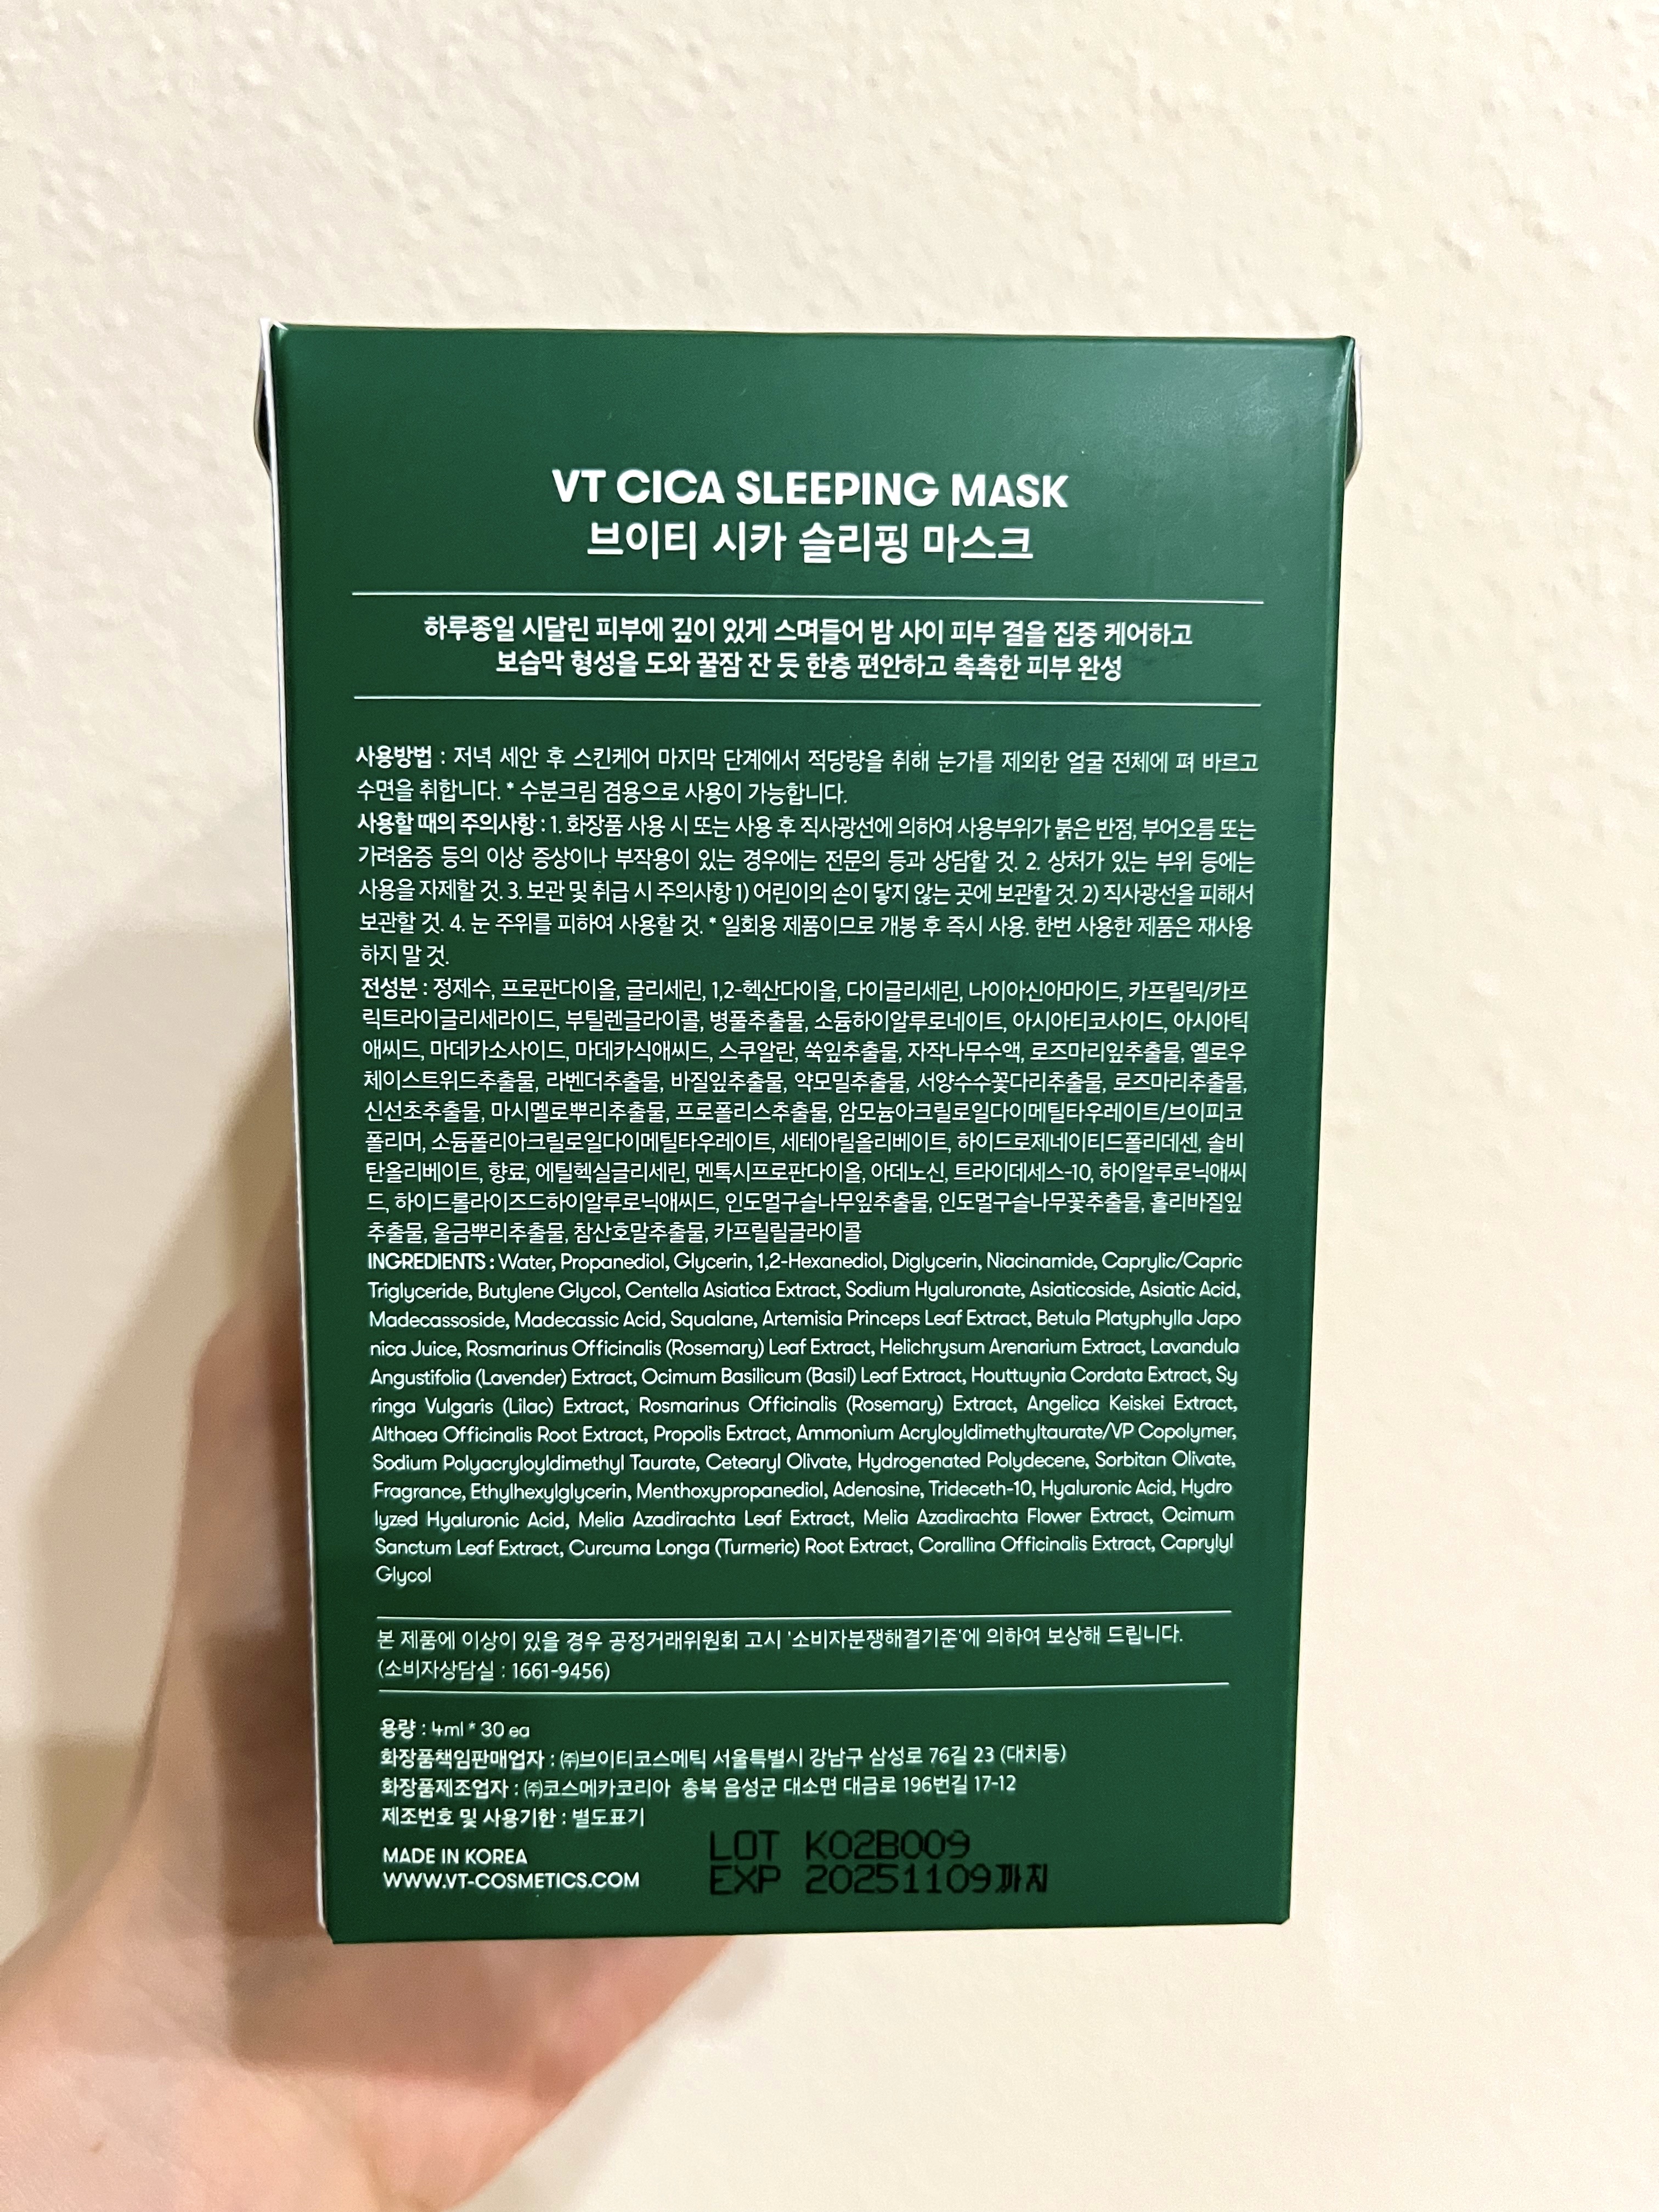 VT CICA SLEEPING MASK
브이티 시카 슬리핑 마스크
하루종일 시달린 피부에 깊이 있게 스며들어 밤 사이 피부 결을 집중 케어하고
보습막 형성을 도와 꿀잠 잔 듯 한층 편안하고 촉촉한 피부 완성
사용방법 : 저녁 세안 후 스킨케어 마지막 단계에서 적당량을 취해 눈가를 제외한 얼굴 전체에 펴 바르고
수면을 취합니다. * 수분크림 겸용으로 사용이 가능합니다.
사용할 때의 주의사항 : 1. 화장품 사용 시 또는 사용 후 직사광선에 의하여 사용부위가 붉은 반점, 부어오름 또는
가려움증 등의 이상 증상이나 부작용이 있는 경우에는 전문의 등과 상담할 것. 2. 상처가 있는 부위 등에는
사용을 자제할 것. 3. 보관 및 취급 시 주의사항 1) 어린이의 손이 닿지 않는 곳에 보관할 것. 2) 직사광선을 피해서
보관할 것. 4. 눈 주위를 피하여 사용할 것. * 일회용 제품이므로 개봉 후 즉시 사용. 한번 사용한 제품은 재사용
하지 말 것.
전성분 : 정제수, 프로판다이올, 글리세린, 1,2-헥산다이올, 다이글리세린, 나이아신아마이드, 카프릴릭/카프
릭트라이글리세라이드, 부틸렌글라이콜, 병풀추출물, 소듐하이알루로네이트, 아시아티코사이드, 아시아틱
애씨드, 마데카소사이드, 마데카식애씨드, 스쿠알란, 쑥잎추출물, 자작나무수액, 로즈마리잎추출물, 옐로우
체이스트위드추출물, 라벤더추출물, 바질잎추출물, 약모밀추출물, 서양수수꽃다리추출물, 로즈마리추출물,
신선초추출물, 마시멜로뿌리추출물, 프로폴리스추출물, 암모늄아크릴로일다이메틸타우레이트/브이피코
폴리머, 소듐폴리아크릴로일다이메틸타우레이트, 세테아릴올리베이트, 하이드로제네이티드폴리데센, 솔비
탄올리베이트, 향료, 에틸헥실글리세린, 멘톡시프로판다이올, 아데노신, 트라이데세스-10, 하이알루로닉애씨
드, 하이드롤라이즈드하이알루로닉애씨드, 인도멀구슬나무잎추출물, 인도멀구슬나무꽃추출물, 홀리바질잎
추출물, 울금뿌리추출물, 참산호말추출물, 카프릴릴글라이콜
INGREDIENTS : Water, Propanediol, Glycerin, 1,2-Hexanediol, Diglycerin, Niacinamide, Caprylic/Capric
Triglyceride, Butylene Glycol, Centella Asiatica Extract, Sodium Hyaluronate, Asiaticoside, Asiatic Acid,
Madecassoside, Madecassic Acid, Squalane, Artemisia Princeps Leaf Extract, Betula Platyphylla Japo
nica Juice, Rosmarinus Officinalis (Rosemary) Leaf Extract, Helichrysum Arenarium Extract, Lavandula
Angustifolia (Lavender) Extract, Ocimum Basilicum (Basil) Leaf Extract, Houttuynia Cordata Extract, Sy
ringa Vulgaris (Lilac) Extract, Rosmarinus Officinalis (Rosemary) Extract, Angelica Keiskei Extract,
Althaea Officinalis Root Extract, Propolis Extract, Ammonium Acryloyldimethyltaurate/VP Copolymer,
Sodium Polyacryloyldimethyl Taurate, Cetearyl Olivate, Hydrogenated Polydecene, Sorbitan Olivate,
Fragrance, Ethylhexylglycerin, Menthoxypropanediol, Adenosine, Trideceth-10, Hyaluronic Acid, Hydro
lyzed Hyaluronic Acid, Melia Azadirachta Leaf Extract, Melia Azadirachta Flower Extract, Ocimum
Sanctum Leaf Extract, Curcuma Longa (Turmeric) Root Extract, Corallina Officinalis Extract, Caprylyl
Glycol
본 제품에 이상이 있을 경우 공정거래위원회 고시 '소비자분쟁해결기준'에 의하여 보상해 드립니다.
(소비자상담실 : 1661-9456)
용량 : 4ml * 30 ea
화장품책임판매업자 : ㈜브이티코스메틱 서울특별시 강남구 삼성로 76길 23 (대치동)
화장품제조업자 : ㈜코스메카코리아 충북 음성군 대소면 대금로 196번길 17-12
제조번호 및 사용기한 : 별도표기
MADE IN KOREA
WWW.VT-COSMETICS.COM
LOT K02B009
EXP 20251109까지